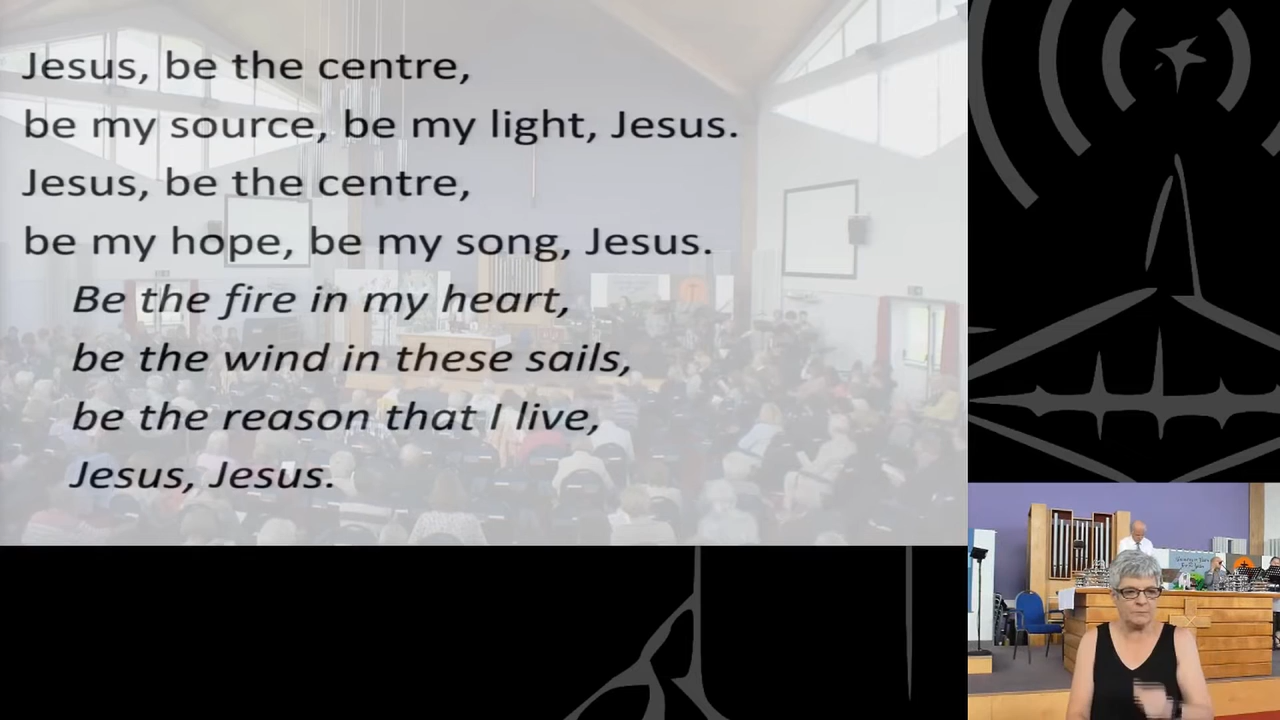 Jesus, be the centre,
be my source, be my light, Jesus.
Jesus, be the centre,
be my hope, be my song, Jesus.
Be the fire in my heart,
be the wind in these sails,
be the reason that I live,
Jesus, Jesus.